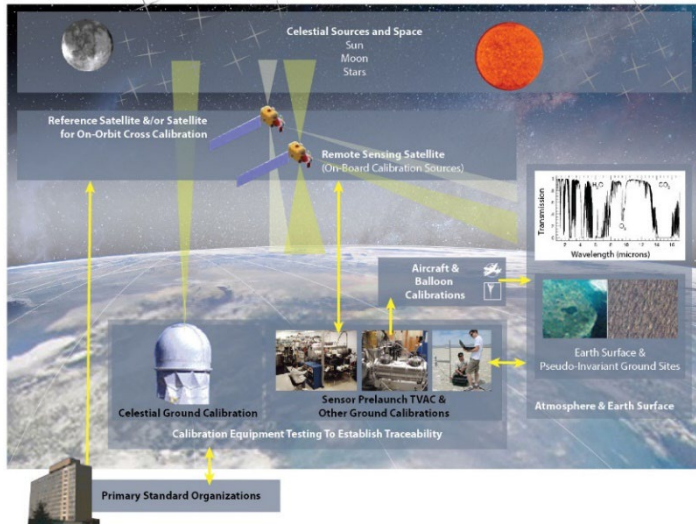 Celestial Sources and Space
Sun
Moon
Stars
Reference Satellite &/or Satellite
for On-Orbit Cross Calibration
Remote Sensing Satellite
(On-Board Calibration Sources)
Transmission
H₂O
CO₂
Wavelength (microns)
Aircraft &
Balloon
Calibrations
Earth Surface &
Pseudo-Invariant Ground Sites
Atmosphere & Earth Surface
Celestial Ground Calibration
Sensor Prelaunch TVAC &
Other Ground Calibrations
Calibration Equipment Testing To Establish Traceability
Primary Standard Organizations